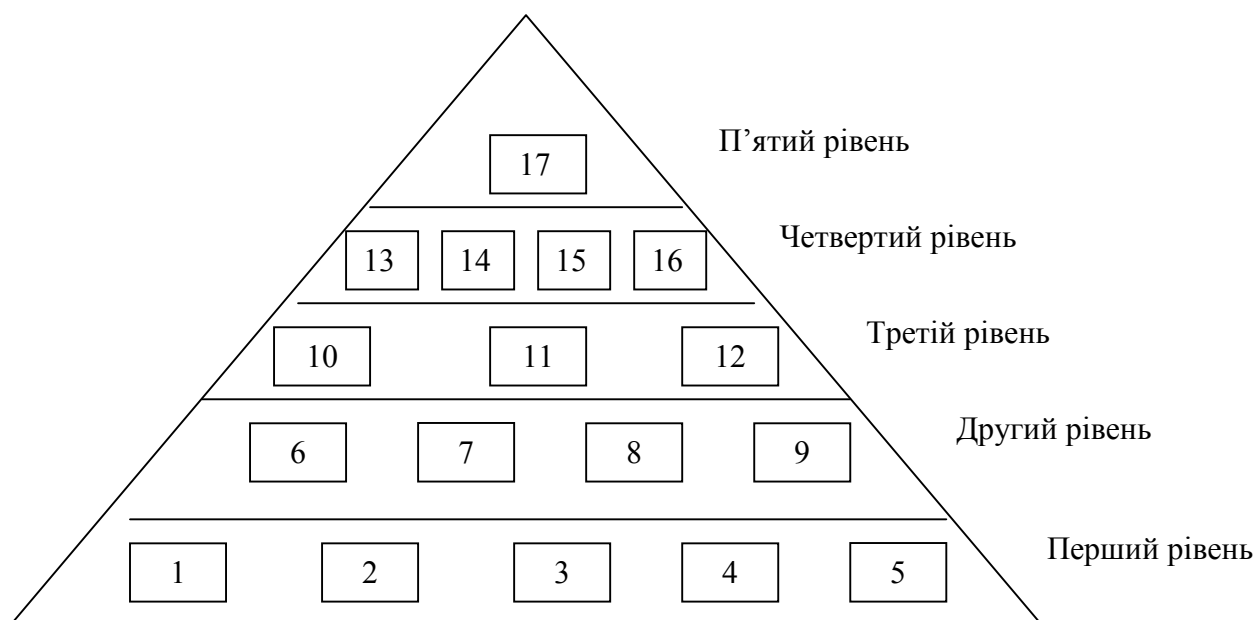 П’ятий рівень
17
Четвертий рівень
13 14 15 16
Третій рівень
10 11 12
Другий рівень
6 7 8 9
Перший рівень
1 2 3 4 5